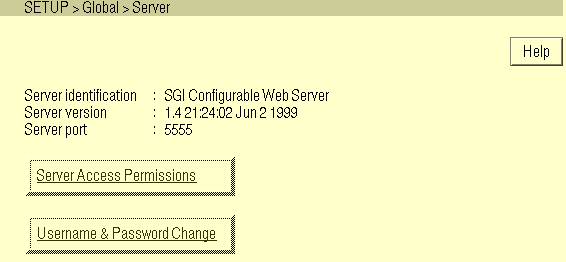 SETUP > Global > Server
Help
Server identification : SGI Configurable Web Server
Server version : 1.4 21:24:02 Jun 2 1999
Server port : 5555
Server Access Permissions
Username & Password Change